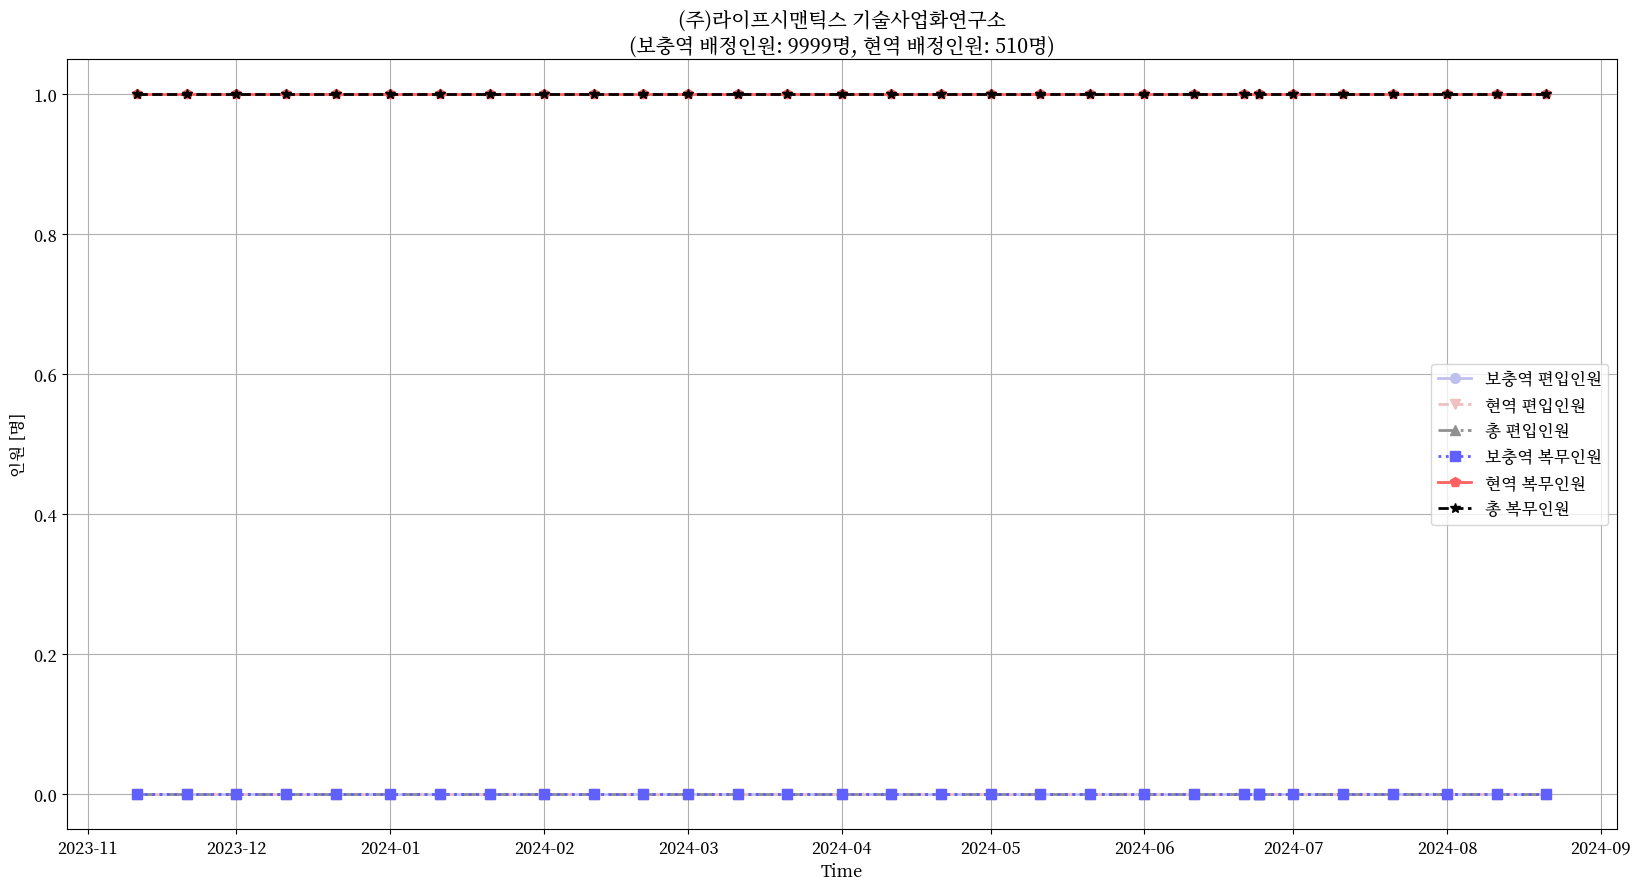 (주)라이프시맨틱스 기술사업화연구소
(보충역 배정인원: 9999명, 현역 배정인원: 510명)
1.0
0.8
0.6
0.4
0.2
0.0
인원 [명]
보충역 편입인원
현역 편입인원
총 편입인원
보충역 복무인원
현역 복무인원
총 복무인원
2023-11
2023-12
2024-01
2024-02
2024-03
2024-04
2024-05
2024-06
2024-07
2024-08
2024-09
Time